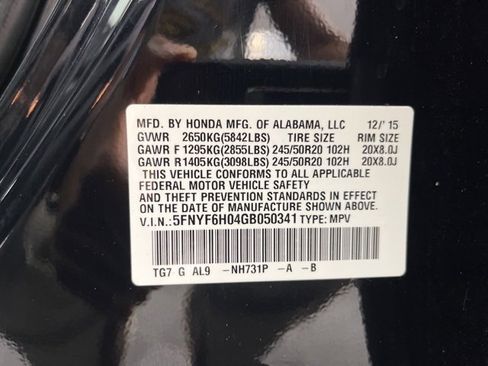 MFD. BY HONDA MFG. OF ALABAMA, LLC 12/'15
GVWR 2650KG(5842LBS) TIRE SIZE RIM SIZE
GAWR F 1295KG(2855LBS) 245/50R20 102H 20X8.0J
GAWR R 1405KG(3098LBS) 245/50R20 102H 20X8.0J
THIS VEHICLE CONFORMS TO ALL APPLICABLE
FEDERAL MOTOR VEHICLE SAFETY
AND THEFT PREVENTION STANDARDS IN EFFECT ON
THE DATE OF MANUFACTURE SHOWN ABOVE.
V.I.N.: 5FNYF6H04GB050341 TYPE: MPV
TG7 G AL9 -NH731P -A -B